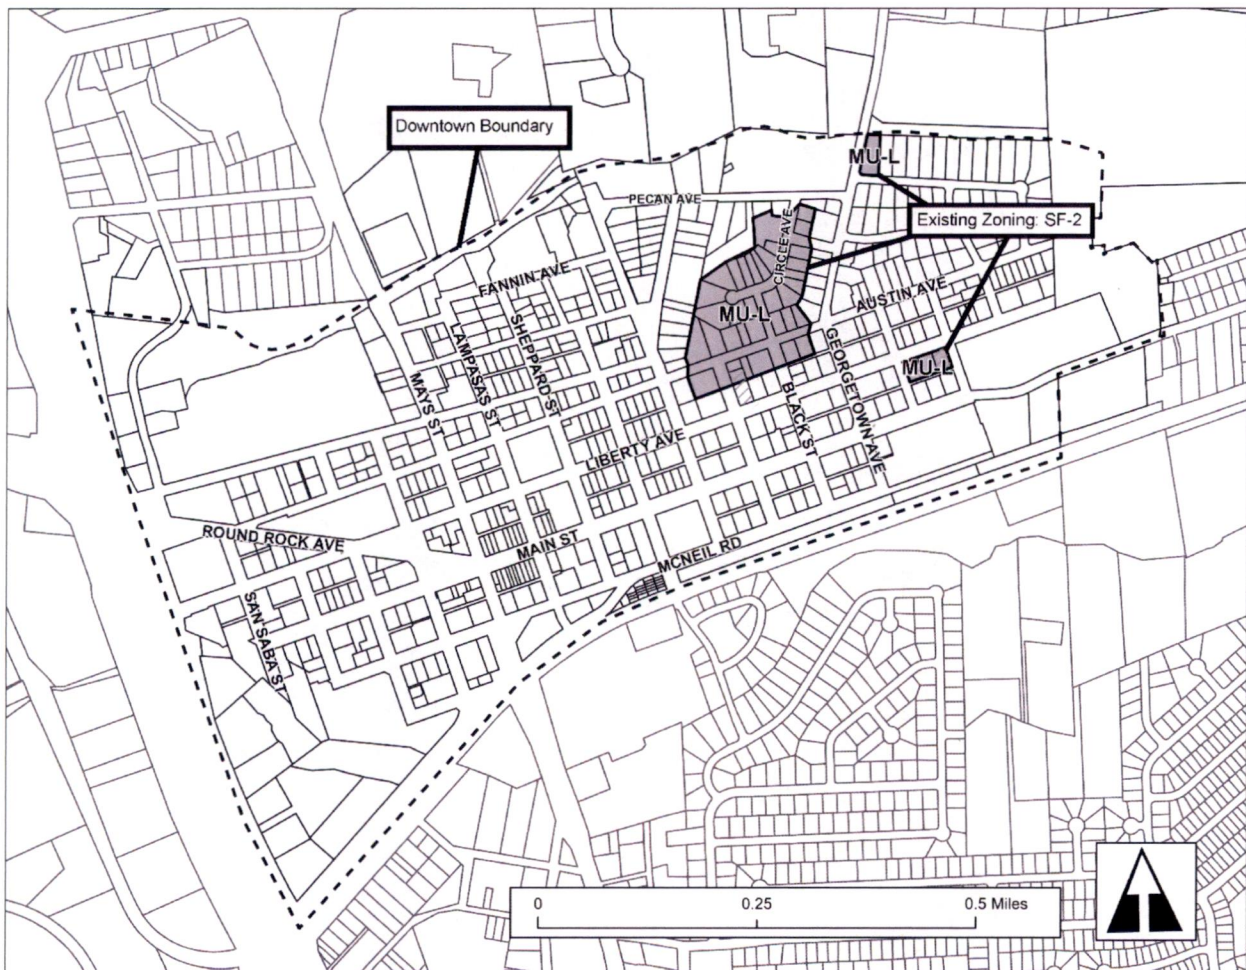 Downtown Boundary
MU-L
PECAN AVE
Existing Zoning: SF-2
CIRCLE AVE
FANNIN AVE
AUSTIN AVE
MU-L
SHEPPARD ST
LAMPASAS ST
GEORGETOWN AVE
MU-L
MAYS ST
BLACK ST
LIBERTY AVE
ROUND ROCK AVE
MAIN ST
MCNEIL RD
SAN SABA ST
0 0.25 0.5 Miles